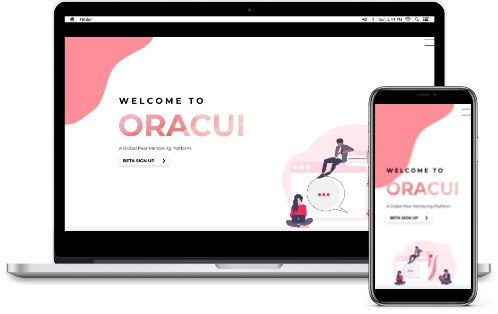 Finder
WELCOME TO
ORACUI
A Global Peer Mentoring Platform
BETA SIGN UP
WELCOME TO
ORACUI
A Global Peer Mentoring Platform
BETA SIGN UP